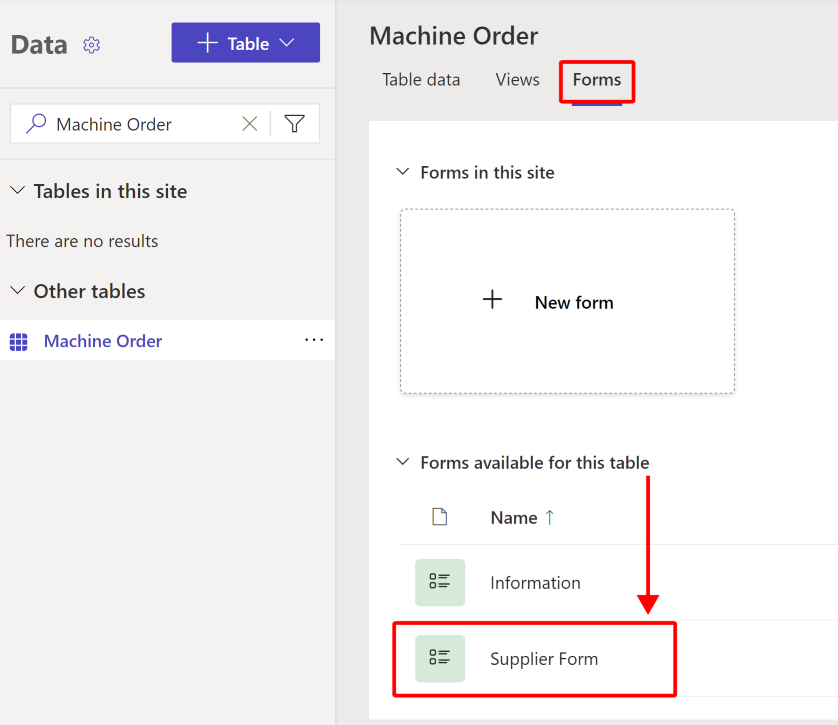 Data
Table
Machine Order
Tables in this site
There are no results
Other tables
Machine Order
Machine Order
Table data
Views
Forms
Forms in this site
New form
Forms available for this table
Name
Information
Supplier Form